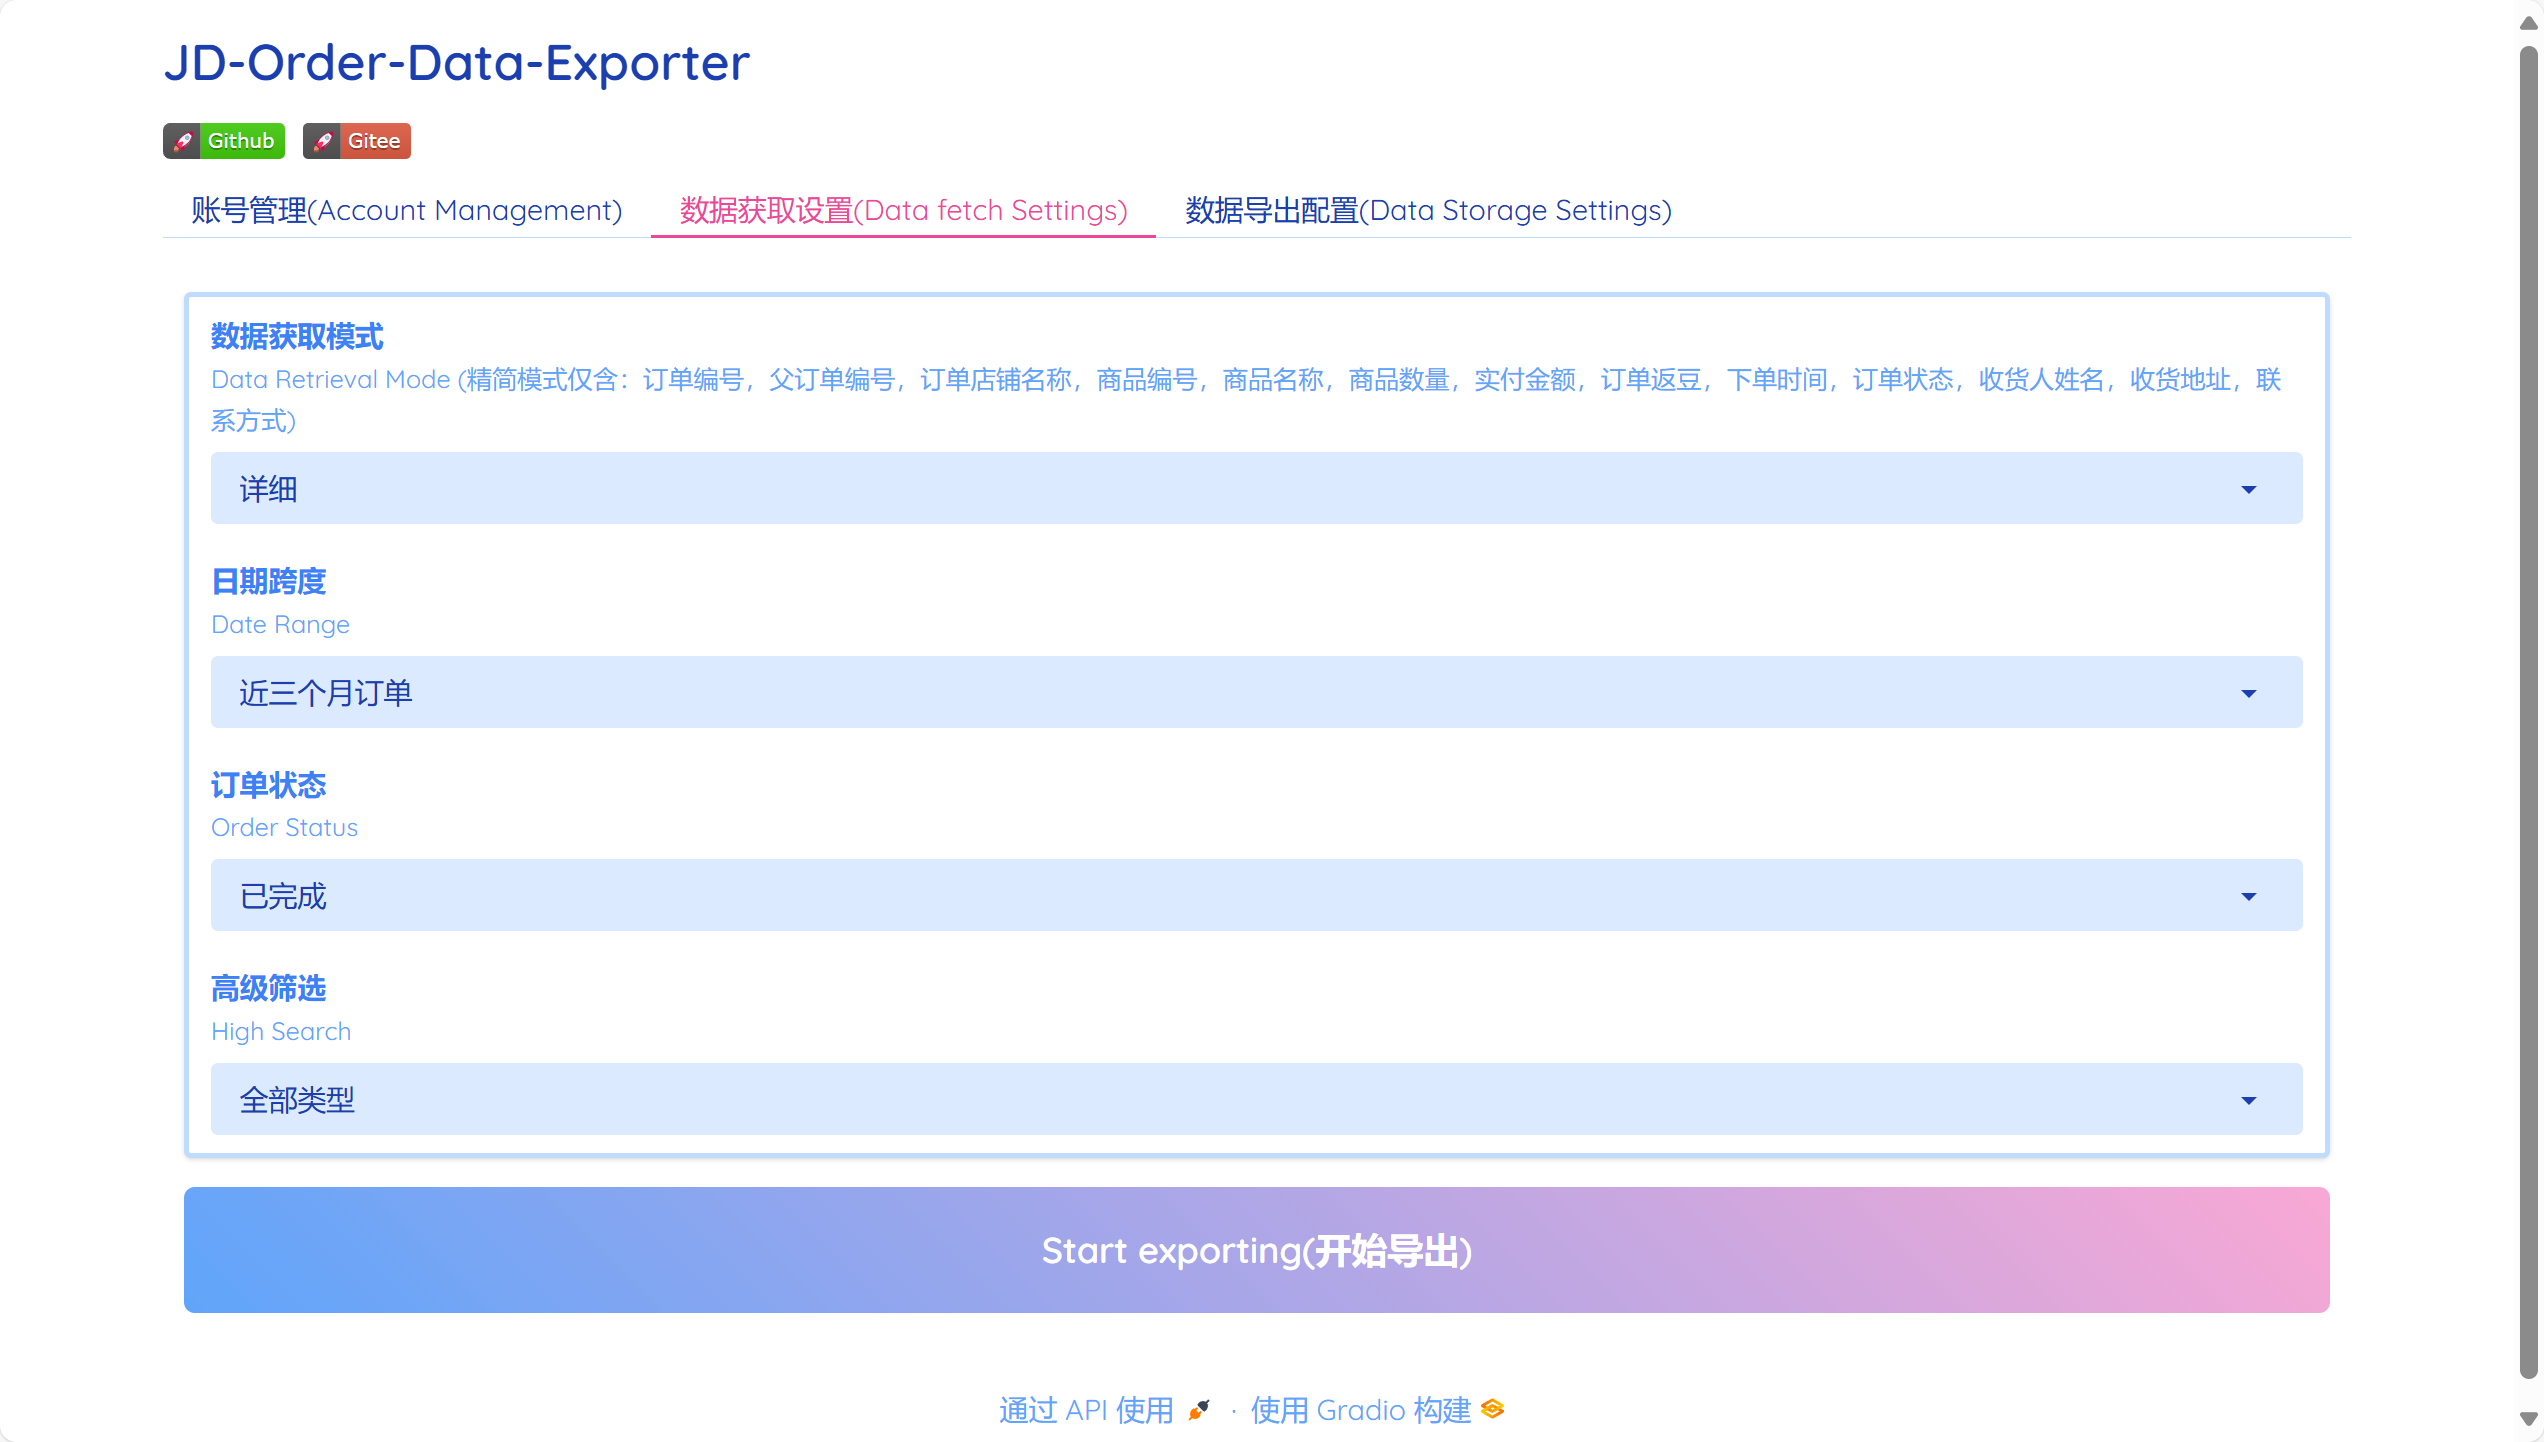 JD-Order-Data-Exporter
Github Gitee
账号管理(Account Management) 数据获取设置(Data fetch Settings) 数据导出配置(Data Storage Settings)
数据获取模式
Data Retrieval Mode (精简模式仅含：订单编号，父订单编号，订单店铺名称，商品编号，商品名称，商品数量，实付金额，订单返豆，下单时间，订单状态，收货人姓名，收货地址，联
系方式)
详细
日期跨度
Date Range
近三个月订单
订单状态
Order Status
已完成
高级筛选
High Search
全部类型
Start exporting(开始导出)
通过 API 使用 · 使用 Gradio 构建